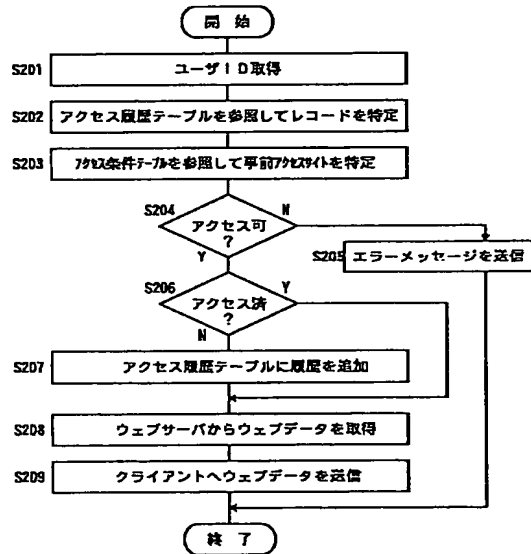 開 始
S201
ユーザID取得
S202
アクセス履歴テーブルを参照してレコードを特定
S203
アクセス条件テーブルを参照して事前アクセスサイトを特定
S204
アクセス可
?
N
Y
S205
エラーメッセージを送信
S206
アクセス済
?
Y
N
S207
アクセス履歴テーブルに履歴を追加
S208
ウェブサーバからウェブデータを取得
S209
クライアントへウェブデータを送信
終 了